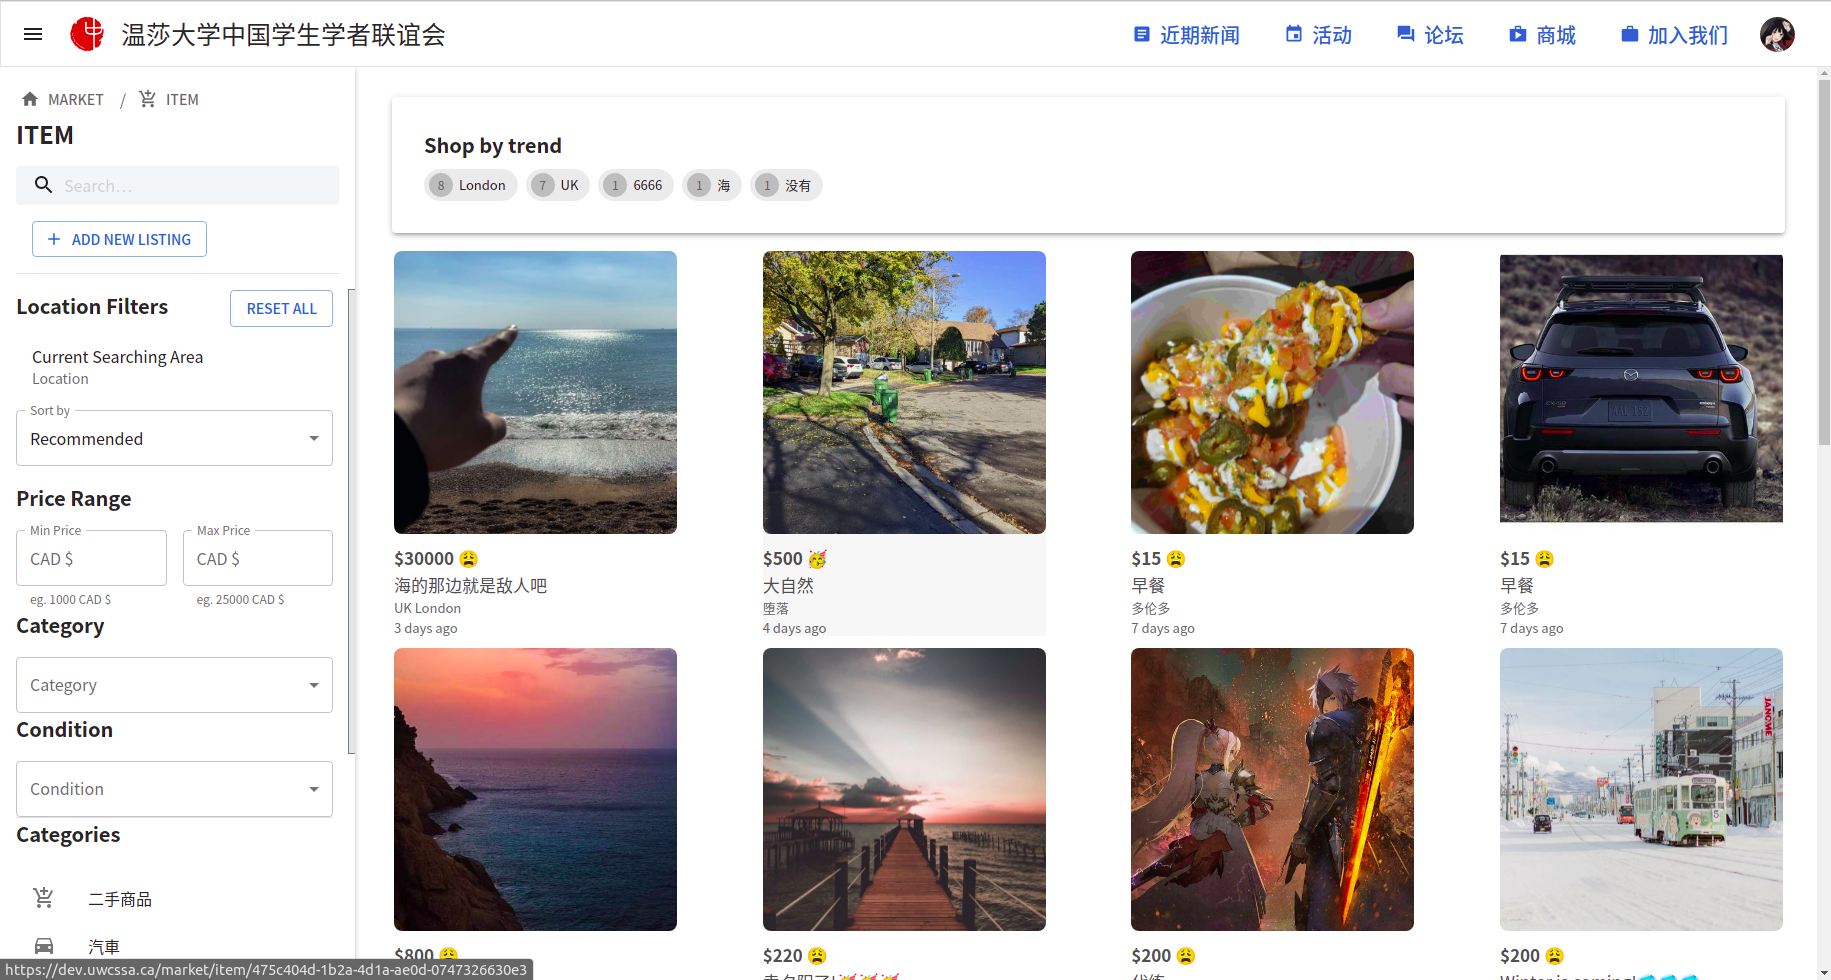 温莎大学中国学生学者联谊会
近期新闻
活动
论坛
商城
加入我们
MARKET / ITEM
ITEM
Search…
ADD NEW LISTING
Location Filters
RESET ALL
Current Searching Area
Location
Sort by
Recommended
Price Range
Min Price
CAD $
eg. 1000 CAD $
Max Price
CAD $
eg. 25000 CAD $
Category
Category
Condition
Condition
Categories
二手商品
汽車
https://dev.uwcssa.ca/market/item/475c404d-1b2a-4d1a-ae0d-0747326630e3
Shop by trend
8 London
7 UK
1 6666
1 海
1 没有
$30000 😩
海的那边就是敌人吧
UK London
3 days ago
$500 🥳
大自然
堕落
4 days ago
$15 😩
早餐
多伦多
7 days ago
$15 😩
早餐
多伦多
7 days ago
JANOME
5
$800 😩
$220 😩
$200 😩
$200 😩
Winter is coming!